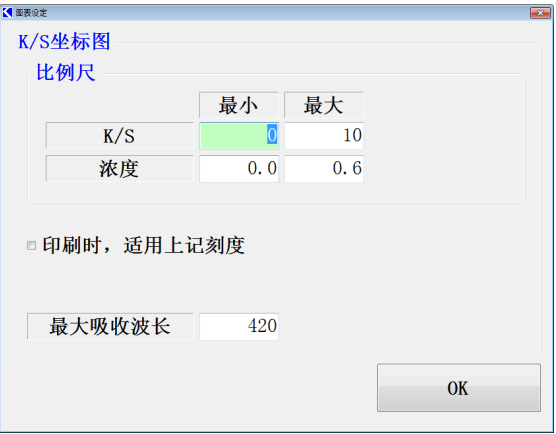 图表设定
K/S坐标图
比例尺
最小 最大
K/S 0 10
浓度 0.0 0.6
印刷时，适用上记刻度
最大吸收波长 420
OK